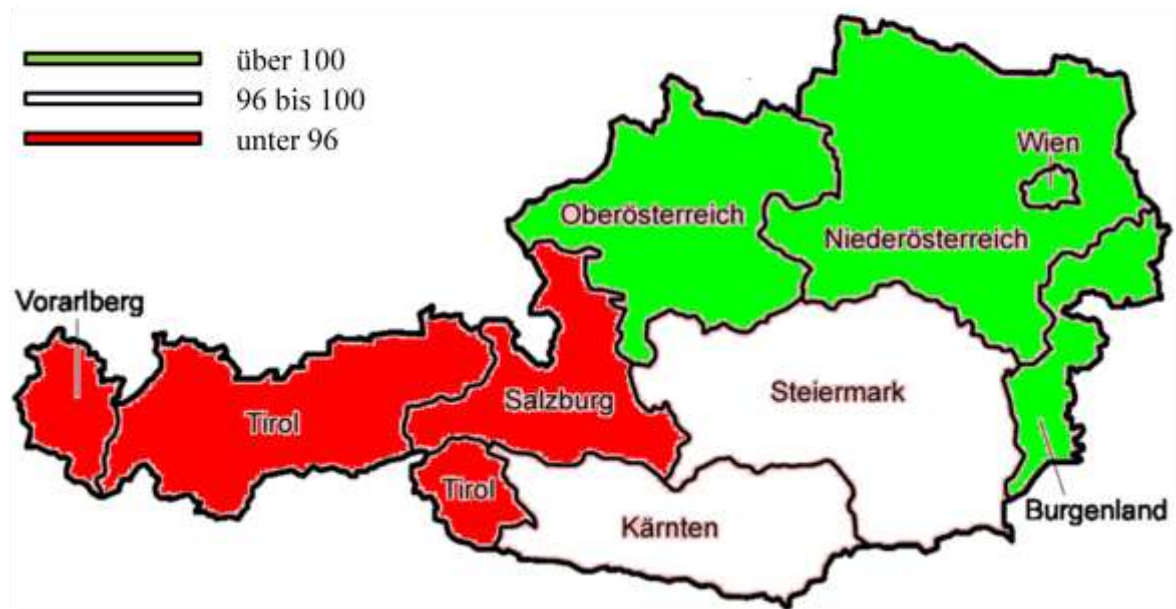 über 100
96 bis 100
unter 96
Wien
Oberösterreich
Niederösterreich
Vorarlberg
Steiermark
Salzburg
Tirol
Tirol
Burgenland
Kärnten